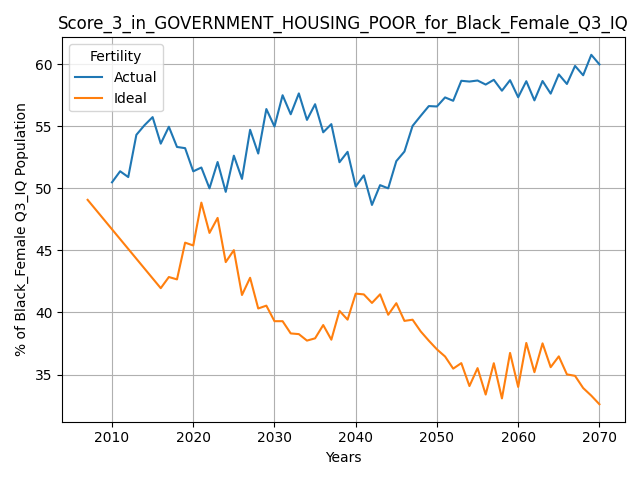 Score_3_in_GOVERNMENT_HOUSING_POOR_for_Black_Female_Q3_IQ
Fertility
Actual
Ideal
60
55
50
45
40
35
% of Black_Female Q3_IQ Population
2010 2020 2030 2040 2050 2060 2070
Years